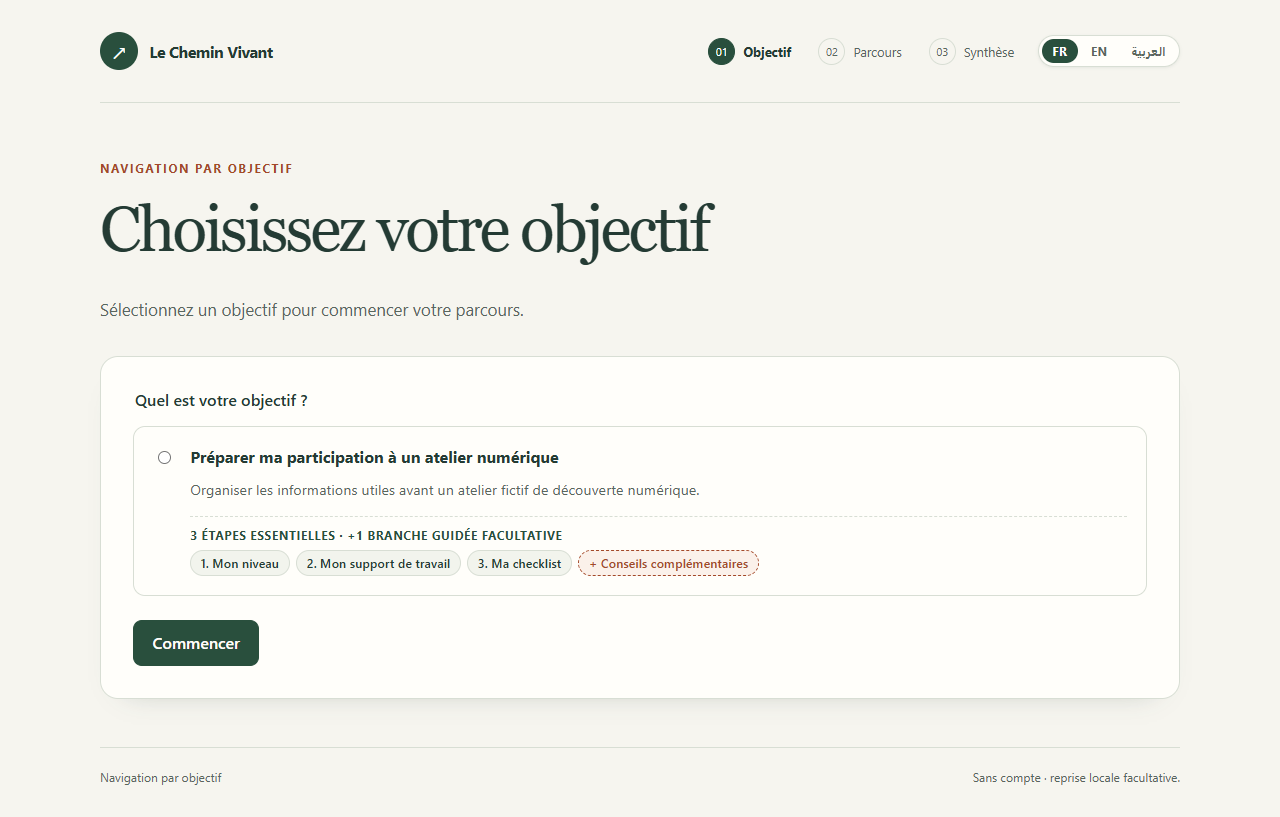 ↗ Le Chemin Vivant
01 Objectif 02 Parcours 03 Synthèse FR EN العربية
NAVIGATION PAR OBJECTIF
Choisissez votre objectif
Sélectionnez un objectif pour commencer votre parcours.
Quel est votre objectif ?
Préparer ma participation à un atelier numérique
Organiser les informations utiles avant un atelier fictif de découverte numérique.
3 ÉTAPES ESSENTIELLES · +1 BRANCHE GUIDÉE FACULTATIVE
1. Mon niveau 2. Mon support de travail 3. Ma checklist + Conseils complémentaires
Commencer
Navigation par objectif Sans compte · reprise locale facultative.